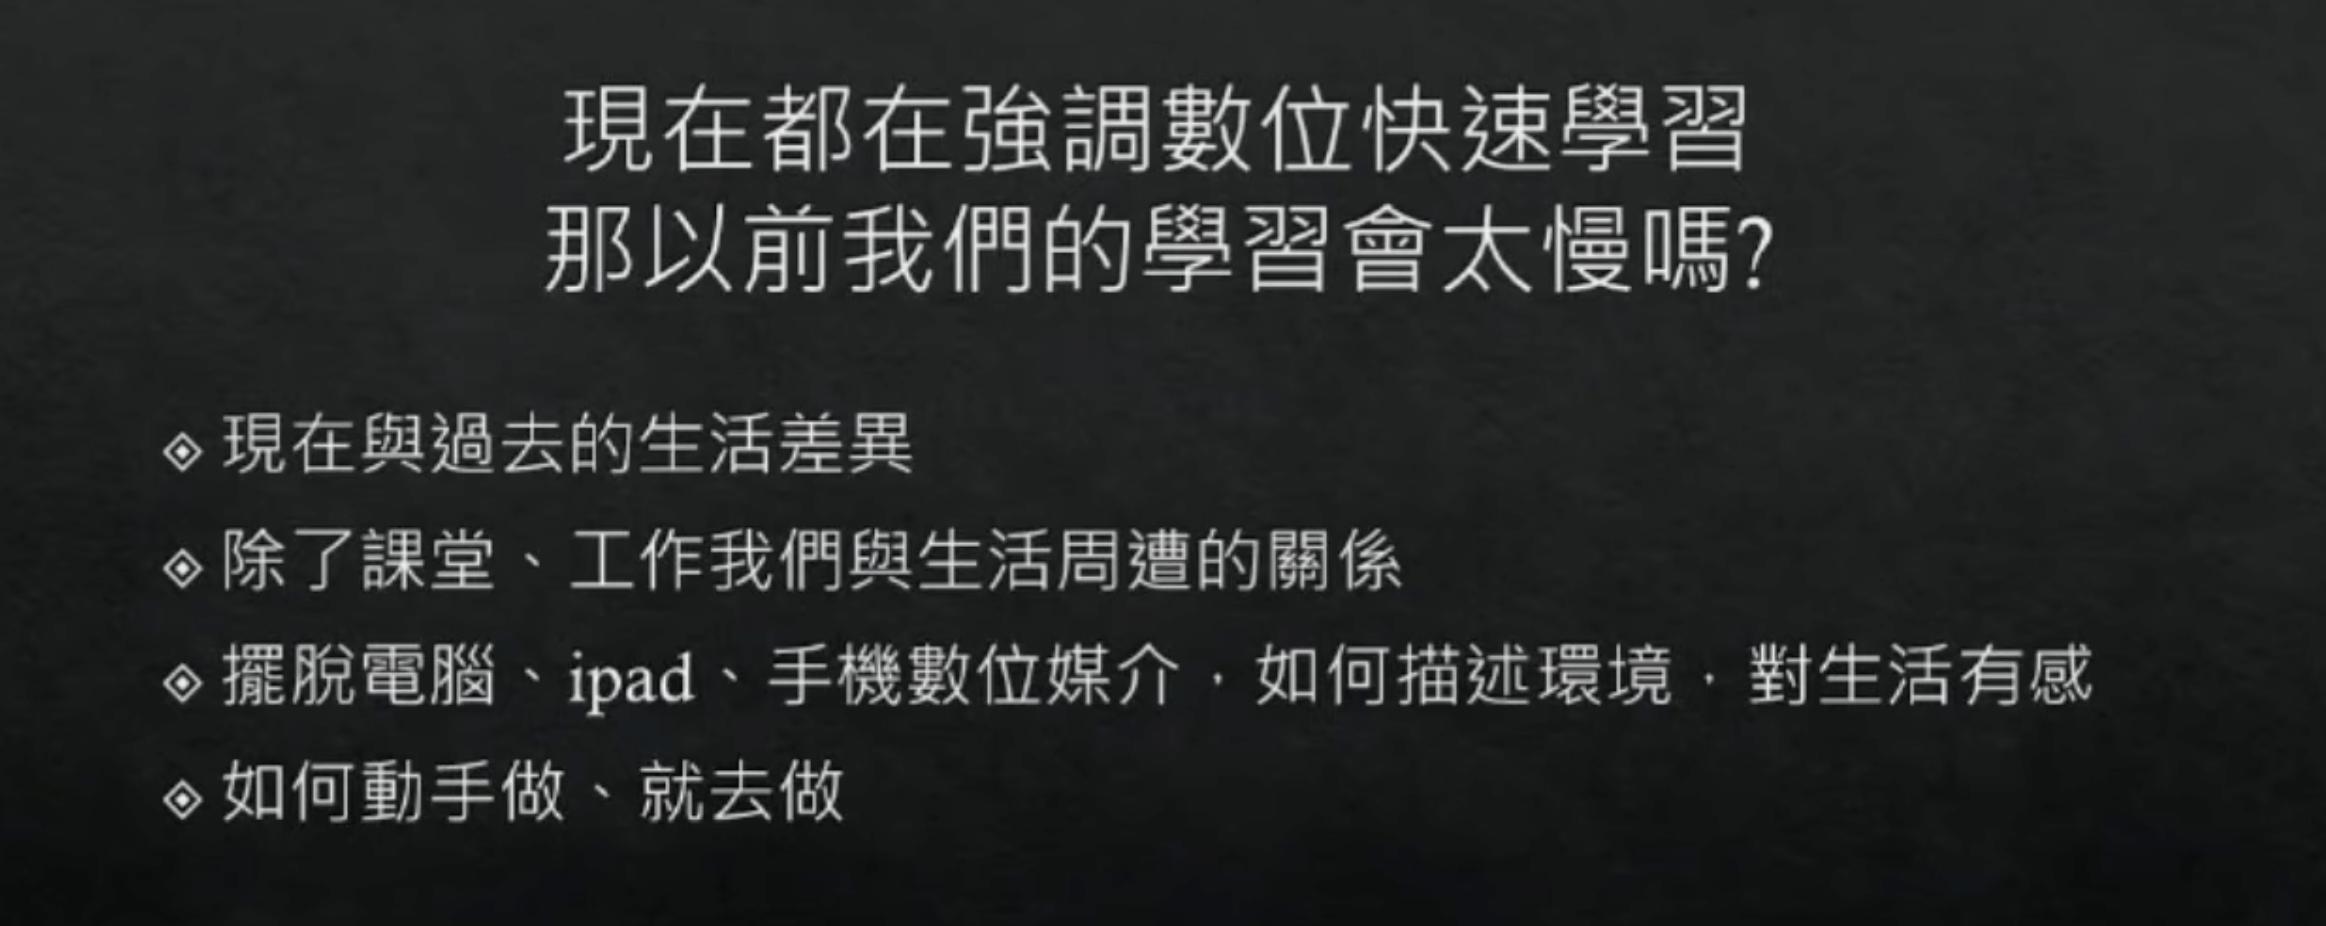 現在都在強調數位快速學習
那以前我們的學習會太慢嗎?
現在與過去的生活差異
除了課堂、工作我們與生活周遭的關係
擺脫電腦、ipad、手機數位媒介，如何描述環境，對生活有感
如何動手做、就去做